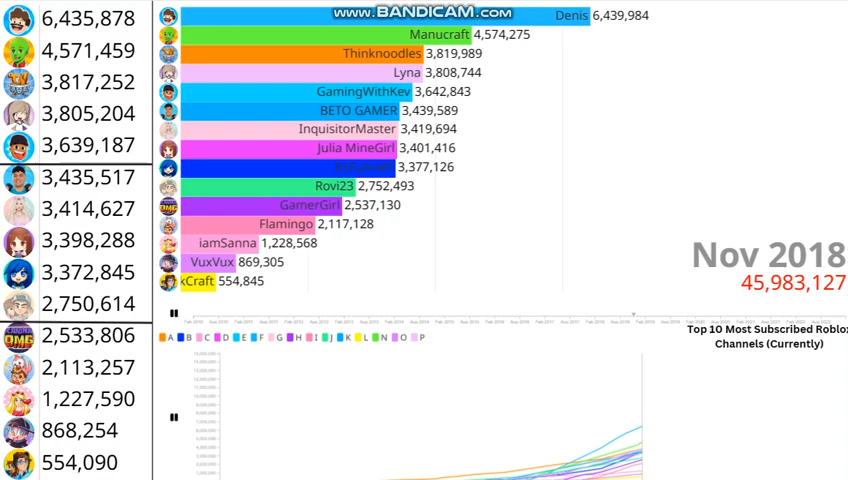 www.BANDICAM.com
6,435,878
4,571,459
3,817,252
3,805,204
3,639,187
3,435,517
3,414,627
3,398,288
3,372,845
2,750,614
2,533,806
2,113,257
1,227,590
868,254
554,090
Denis 6,439,984
Manucraft 4,574,275
Thinknoodles 3,819,989
Lyna 3,808,744
GamingWithKev 3,642,843
BETO GAMER 3,439,589
InquisitorMaster 3,419,694
Julia MineGirl 3,401,416
3,377,126
Rovi23 2,752,493
GamerGirl 2,537,130
Flamingo 2,117,128
iamSanna 1,228,568
VuxVux 869,305
kCraft 554,845
Nov 2018
45,983,127
Top 10 Most Subscribed Roblox
Channels (Currently)
A B C D E F G H I J K L N O P